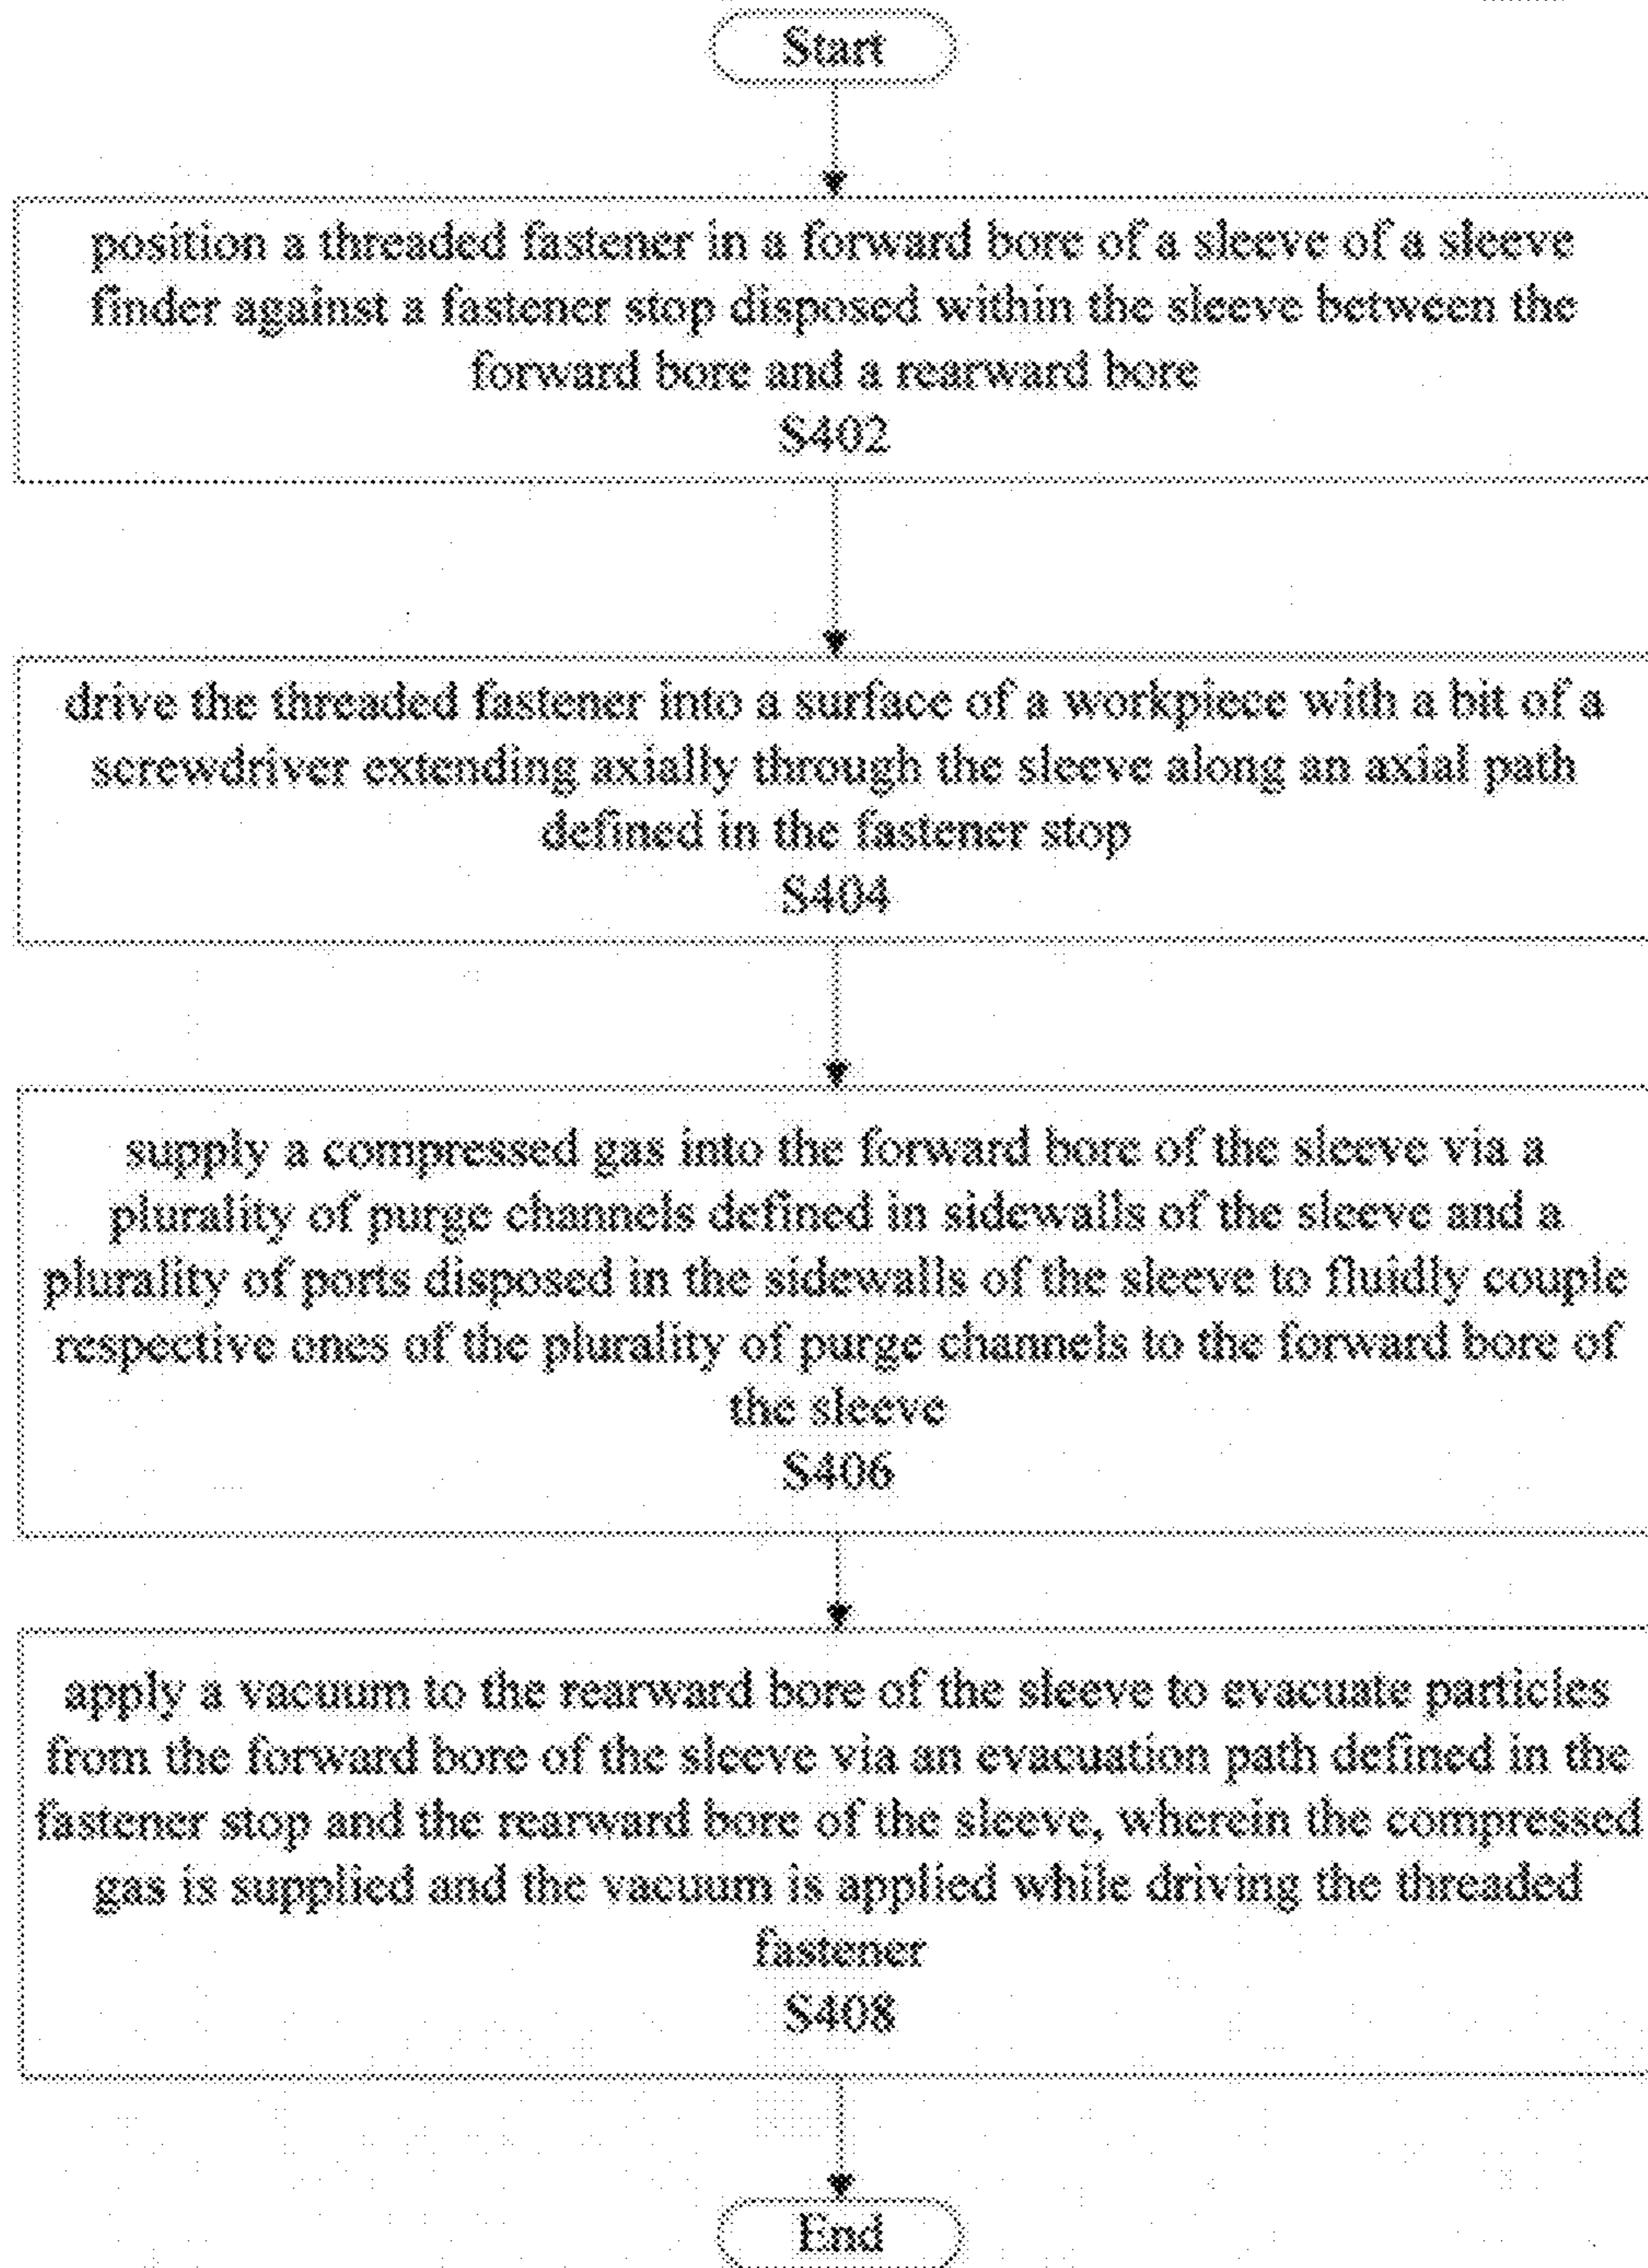 Start
position a threaded fastener in a forward bore of a sleeve of a sleeve
finder against a fastener stop disposed within the sleeve between the
forward bore and a rearward bore
S402
drive the threaded fastener into a surface of a workpiece with a bit of a
screwdriver extending axially through the sleeve along an axial path
defined in the fastener stop
S404
supply a compressed gas into the forward bore of the sleeve via a
plurality of purge channels defined in sidewalls of the sleeve and a
plurality of ports disposed in the sidewalls of the sleeve to fluidly couple
respective ones of the plurality of purge channels to the forward bore of
the sleeve
S406
apply a vacuum to the rearward bore of the sleeve to evacuate particles
from the forward bore of the sleeve via an evacuation path defined in the
fastener stop and the rearward bore of the sleeve, wherein the compressed
gas is supplied and the vacuum is applied while driving the threaded
fastener
S408
End